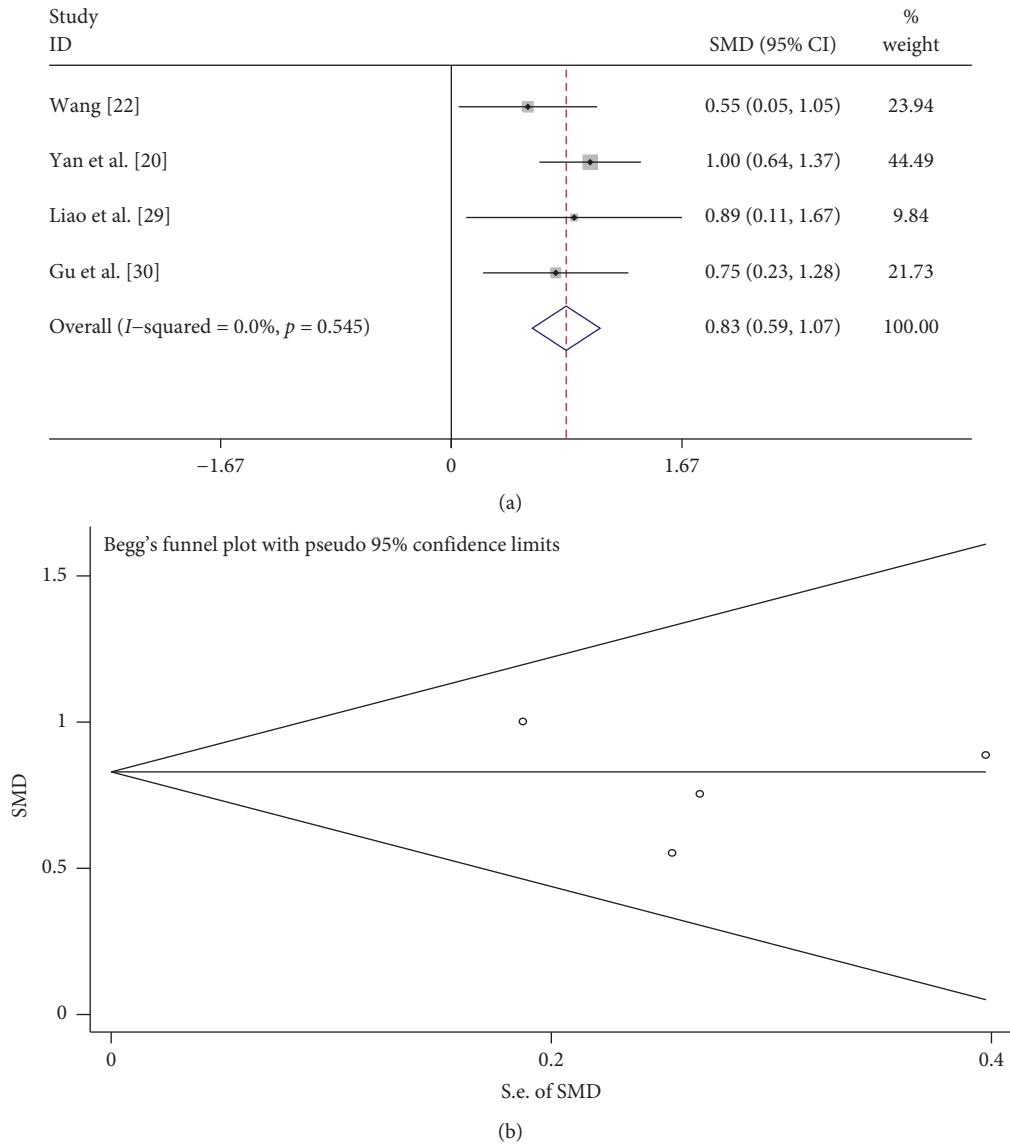 Study
ID
SMD (95% CI)
%
weight
Wang [22] 0.55 (0.05, 1.05) 23.94
Yan et al. [20] 1.00 (0.64, 1.37) 44.49
Liao et al. [29] 0.89 (0.11, 1.67) 9.84
Gu et al. [30] 0.75 (0.23, 1.28) 21.73
Overall (I−squared = 0.0%, p = 0.545) 0.83 (0.59, 1.07) 100.00
−1.67 0 1.67
(a)
Begg's funnel plot with pseudo 95% confidence limits
1.5
1
0.5
0
SMD
0 0.2 0.4
S.e. of SMD
(b)